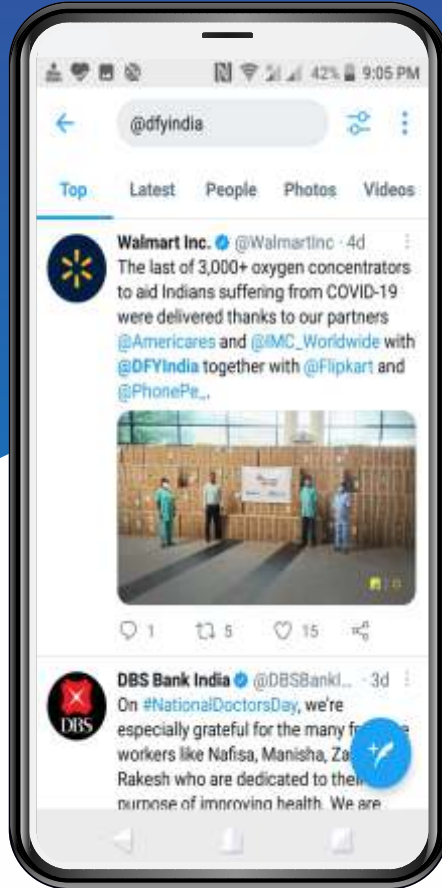 42% 9:05 PM
@dfyindia
Top Latest People Photos Videos
Walmart Inc. @WalmartInc · 4d
The last of 3,000+ oxygen concentrators
to aid Indians suffering from COVID-19
were delivered thanks to our partners
@Americares and @IMC_Worldwide with
@DFYIndia together with @Flipkart and
@PhonePe_.
1 5 15
DBS Bank India @DBSBankI... · 3d
DBS
On #NationalDoctorsDay, we're
especially grateful for the many
workers like Nafisa, Manisha,
Rakesh who are dedicated to their
purpose of improving health. We are